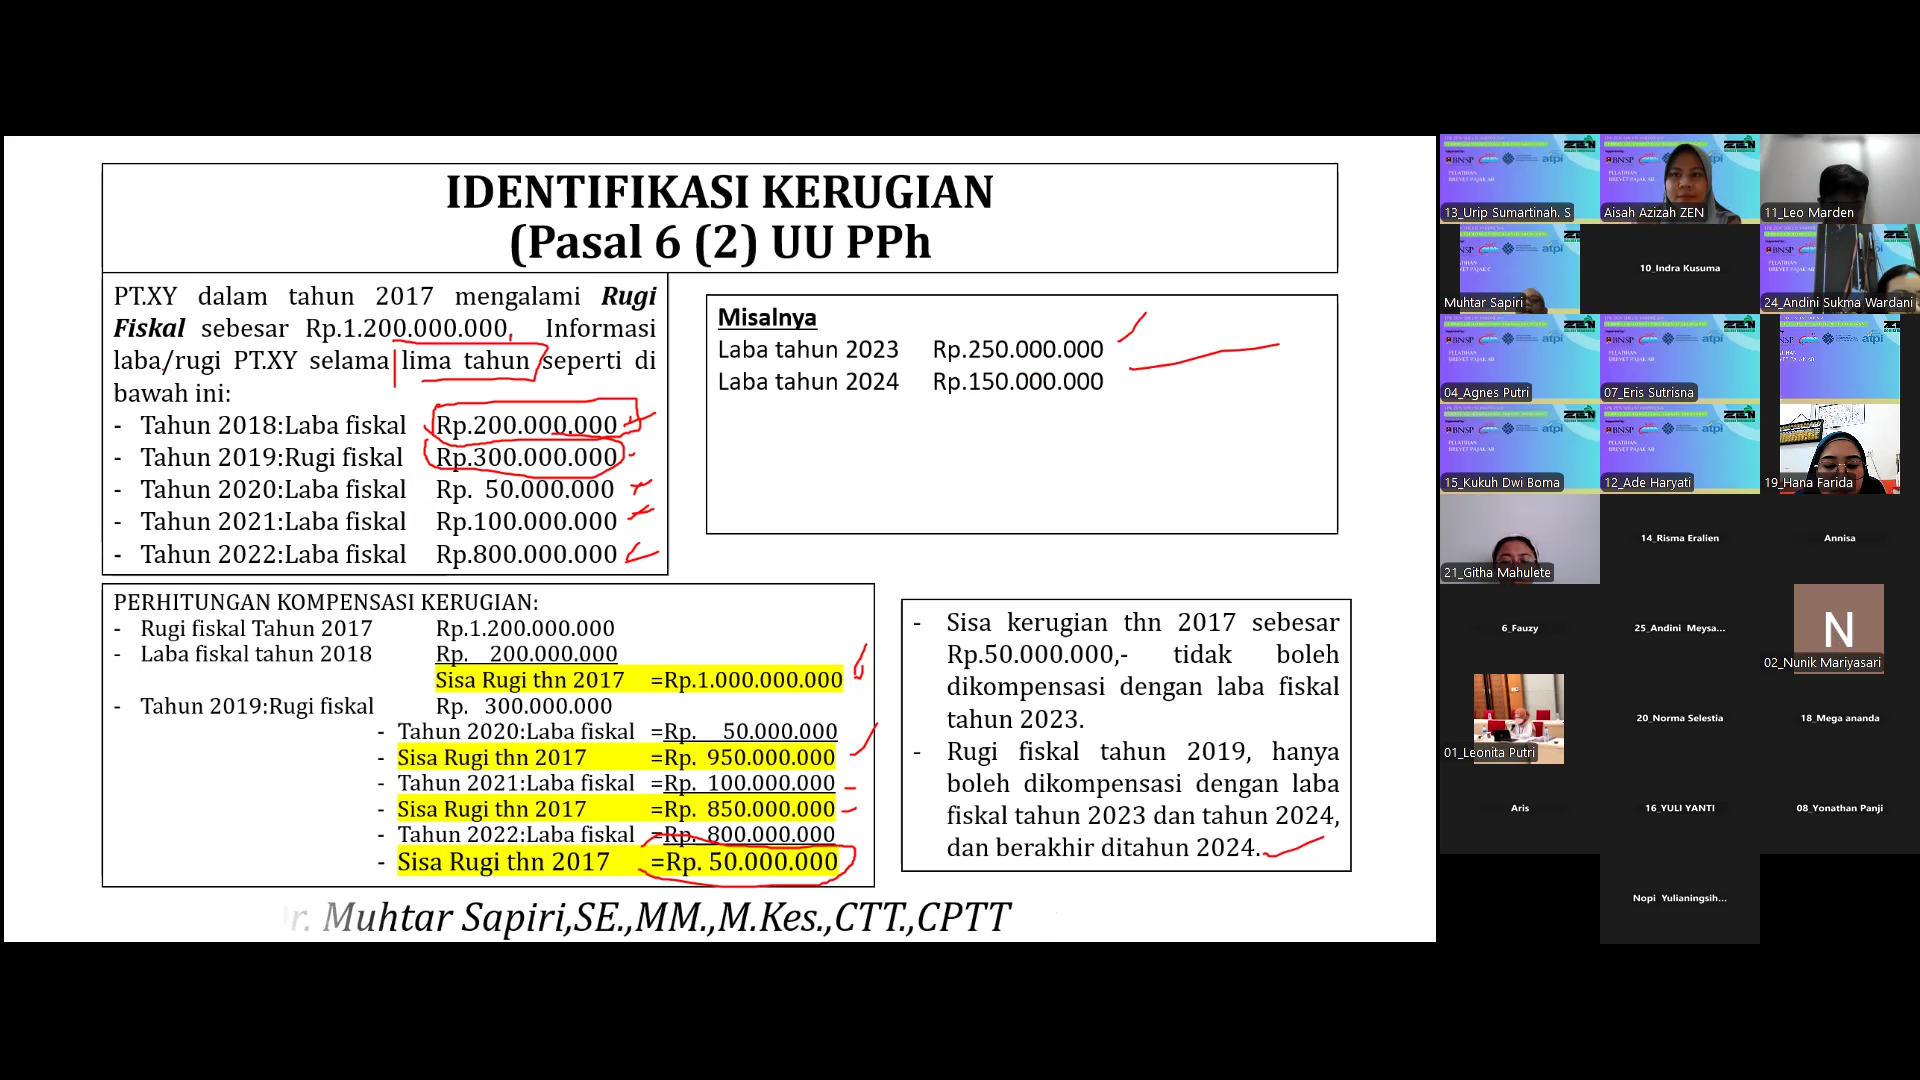 IDENTIFIKASI KERUGIAN
(Pasal 6 (2) UU PPh
PT.XY dalam tahun 2017 mengalami Rugi
Fiskal sebesar Rp.1.200.000.000, Informasi
laba/rugi PT.XY selama lima tahun seperti di
bawah ini:
- Tahun 2018:Laba fiskal Rp.200.000.000
- Tahun 2019:Rugi fiskal Rp.300.000.000
- Tahun 2020:Laba fiskal Rp. 50.000.000
- Tahun 2021:Laba fiskal Rp.100.000.000
- Tahun 2022:Laba fiskal Rp.800.000.000
Misalnya
Laba tahun 2023 Rp.250.000.000
Laba tahun 2024 Rp.150.000.000
PERHITUNGAN KOMPENSASI KERUGIAN:
- Rugi fiskal Tahun 2017 Rp.1.200.000.000
- Laba fiskal tahun 2018 Rp. 200.000.000
Sisa Rugi thn 2017 =Rp.1.000.000.000
- Tahun 2019:Rugi fiskal Rp. 300.000.000
- Tahun 2020:Laba fiskal =Rp. 50.000.000
- Sisa Rugi thn 2017 =Rp. 950.000.000
- Tahun 2021:Laba fiskal =Rp. 100.000.000
- Sisa Rugi thn 2017 =Rp. 850.000.000
- Tahun 2022:Laba fiskal =Rp. 800.000.000
- Sisa Rugi thn 2017 =Rp. 50.000.000
- Sisa kerugian thn 2017 sebesar
Rp.50.000.000,- tidak boleh
dikompensasi dengan laba fiskal
tahun 2023.
- Rugi fiskal tahun 2019, hanya
boleh dikompensasi dengan laba
fiskal tahun 2023 dan tahun 2024,
dan berakhir ditahun 2024.
r. Muhtar Sapiri,SE.,MM.,M.Kes.,CTT.,CPTT
13_Urip Sumartinah. S
Aisah Azizah ZEN
11_Leo Marden
Muhtar Sapiri
10_Indra Kusuma
24_Andini Sukma Wardani
04_Agnes Putri
07_Eris Sutrisna
15_Kukuh Dwi Boma
12_Ade Haryati
19_Hana Farida
21_Githa Mahulete
14_Risma Eralien
Annisa
6_Fauzy
25_Andini Meysa...
N
02_Nunik Mariyasari
01_Leonita Putri
20_Norma Selestia
18_Mega ananda
Aris
16_YULI YANTI
08_Yonathan Panji
Nopi Yulianingsih...
ZEN
BNSP
atpi
PELATIHAN
BREVET PAJAK AB